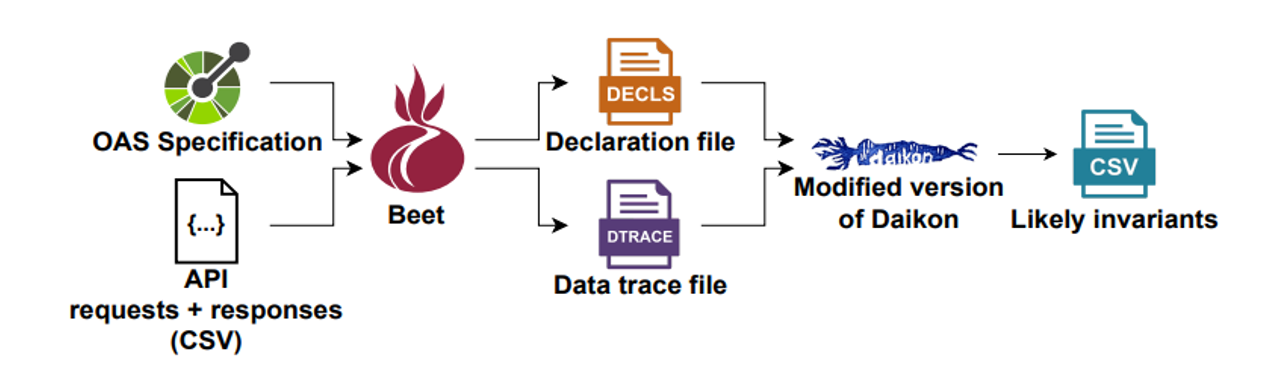 OAS Specification
{...}
API
requests + responses
(CSV)
Beet
DECLS
Declaration file
DTRACE
Data trace file
daikon
Modified version
of Daikon
CSV
Likely invariants